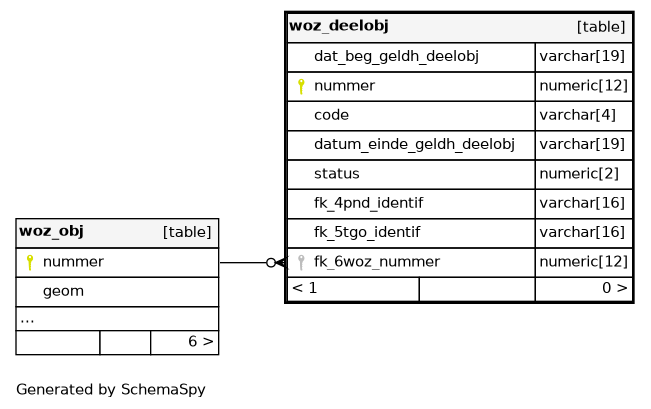 woz_deelobj [table]
dat_beg_geldh_deelobj varchar[19]
nummer numeric[12]
code varchar[4]
datum_einde_geldh_deelobj varchar[19]
status numeric[2]
fk_4pnd_identif varchar[16]
fk_5tgo_identif varchar[16]
fk_6woz_nummer numeric[12]
< 1 0 >
woz_obj [table]
nummer
geom
...
6 >
Generated by SchemaSpy